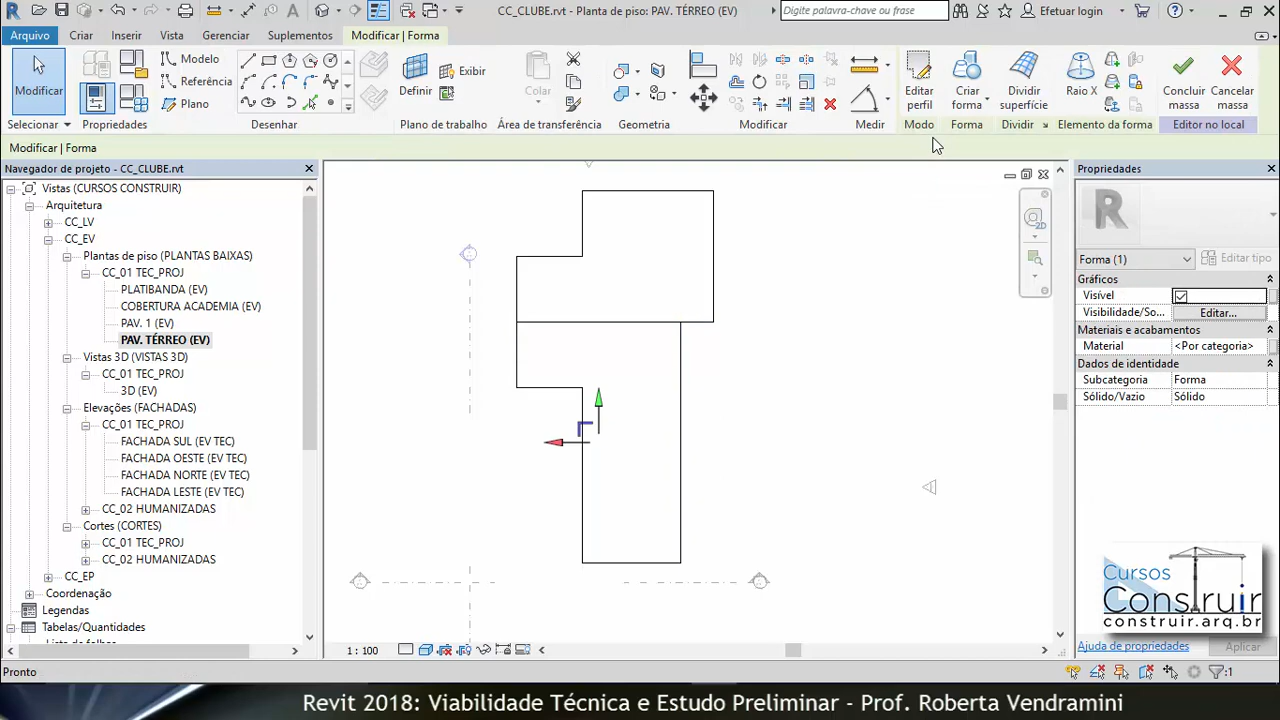 CC_CLUBE.rvt - Planta de piso: PAV. TÉRREO (EV)
Digite palavra-chave ou frase
Efetuar login
Arquivo
Criar
Inserir
Vista
Gerenciar
Suplementos
Modificar | Forma
Modificar
Modelo
Referência
Plano
Definir
Exibir
Colar
Editar perfil
Criar forma
Dividir superfície
Raio X
Concluir massa
Cancelar massa
Selecionar
Propriedades
Desenhar
Plano de trabalho
Área de transferência
Geometria
Modificar
Medir
Modo
Forma
Dividir
Elemento da forma
Editor no local
Modificar | Forma
Navegador de projeto - CC_CLUBE.rvt
Vistas (CURSOS CONSTRUIR)
Arquitetura
CC_LV
CC_EV
Plantas de piso (PLANTAS BAIXAS)
CC_01 TEC_PROJ
PLATIBANDA (EV)
COBERTURA ACADEMIA (EV)
PAV. 1 (EV)
PAV. TÉRREO (EV)
Vistas 3D (VISTAS 3D)
CC_01 TEC_PROJ
3D (EV)
Elevações (FACHADAS)
CC_01 TEC_PROJ
FACHADA SUL (EV TEC)
FACHADA OESTE (EV TEC)
FACHADA NORTE (EV TEC)
FACHADA LESTE (EV TEC)
CC_02 HUMANIZADAS
Cortes (CORTES)
CC_01 TEC_PROJ
CC_02 HUMANIZADAS
CC_EP
Coordenação
Legendas
Tabelas/Quantidades
2D
Propriedades
R
Forma (1)
Editar tipo
Gráficos
Visível
Visibilidade/So...
Editar...
Materiais e acabamentos
Material
<Por categoria>
Dados de identidade
Subcategoria
Forma
Sólido/Vazio
Sólido
Cursos
Construir
construir.arq.br
Ajuda de propriedades
Aplicar
1 : 100
Pronto
:1
Revit 2018: Viabilidade Técnica e Estudo Preliminar - Prof. Roberta Vendramini